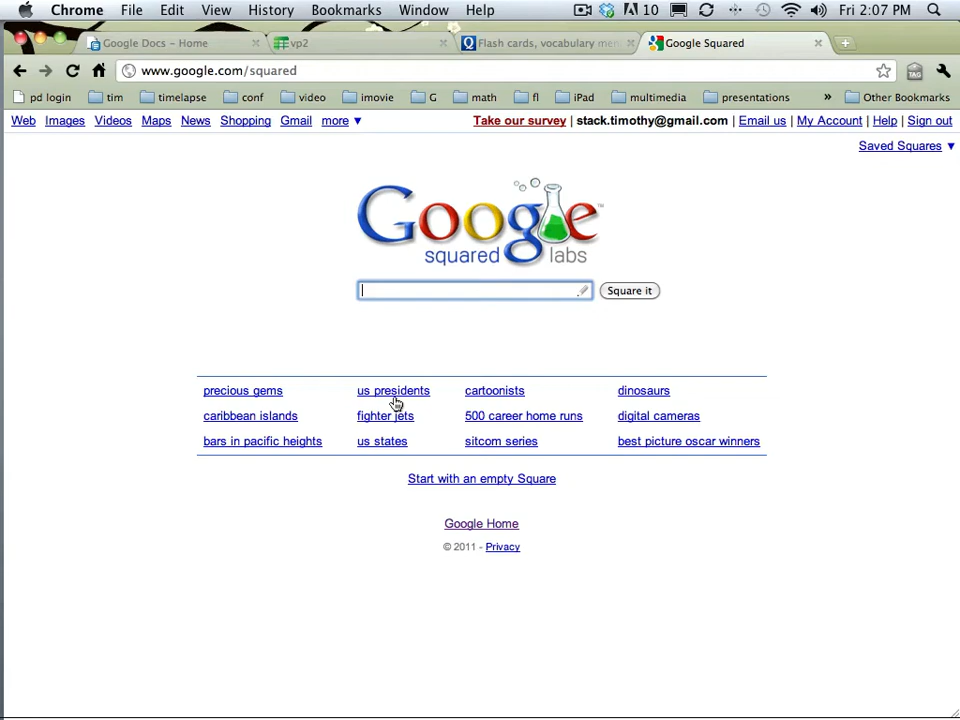 Chrome File Edit View History Bookmarks Window Help 10 Fri 2:07 PM
Google Docs - Home vp2 Flash cards, vocabulary mem Google Squared
www.google.com/squared TAG
pd login tim timelapse conf video imovie G math fl iPad multimedia presentations » Other Bookmarks
Web Images Videos Maps News Shopping Gmail more ▼ Take our survey | stack.timothy@gmail.com | Email us | My Account | Help | Sign out
Saved Squares ▼
Google™
squared labs
Square it
precious gems us presidents cartoonists dinosaurs
caribbean islands fighter jets 500 career home runs digital cameras
bars in pacific heights us states sitcom series best picture oscar winners
Start with an empty Square
Google Home
© 2011 - Privacy